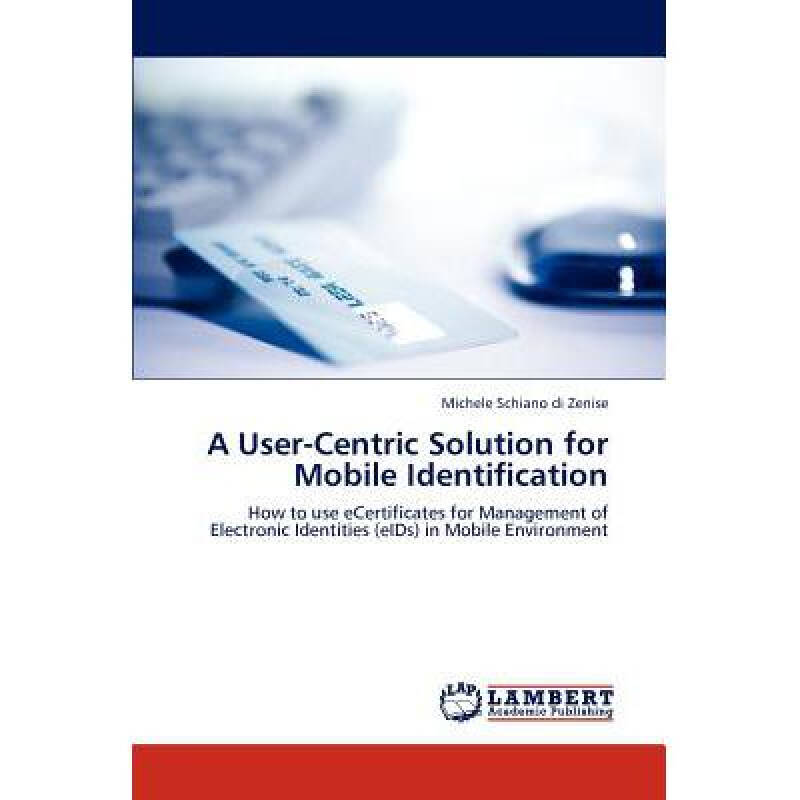 Michele Schiano di Zenise
A User-Centric Solution for
Mobile Identification
How to use eCertificates for Management of
Electronic Identities (eIDs) in Mobile Environment
LAP
LAMBERT
Academic Publishing